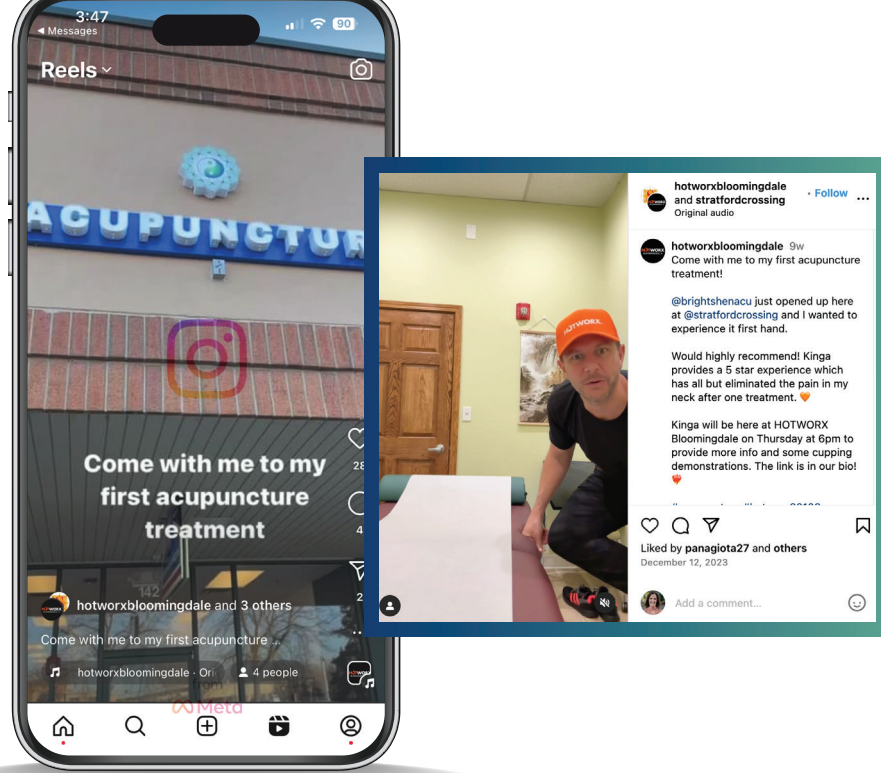 3:47
Messages
90
Reels
ACUPUNCTUR
Come with me to my
first acupuncture
treatment
28
4
2
142
hotworxbloomingdale and 3 others
Come with me to my first acupunctur ...
hotworxbloomingdale · Ori
4 people
from
Meta
HOTWORX
hotworxbloomingdale
and stratfordcrossing
Original audio
· Follow
...
hotworxbloomingdale 9w
Come with me to my first acupuncture
treatment!
@brightshenacu just opened up here
at @stratfordcrossing and I wanted to
experience it first hand.
Would highly recommend! Kinga
provides a 5 star experience which
has all but eliminated the pain in my
neck after one treatment. 🧡
Kinga will be here at HOTWORX
Bloomingdale on Thursday at 6pm to
provide more info and some cupping
demonstrations. The link is in our bio!
❤️‍🔥
Liked by panagiota27 and others
December 12, 2023
Add a comment...